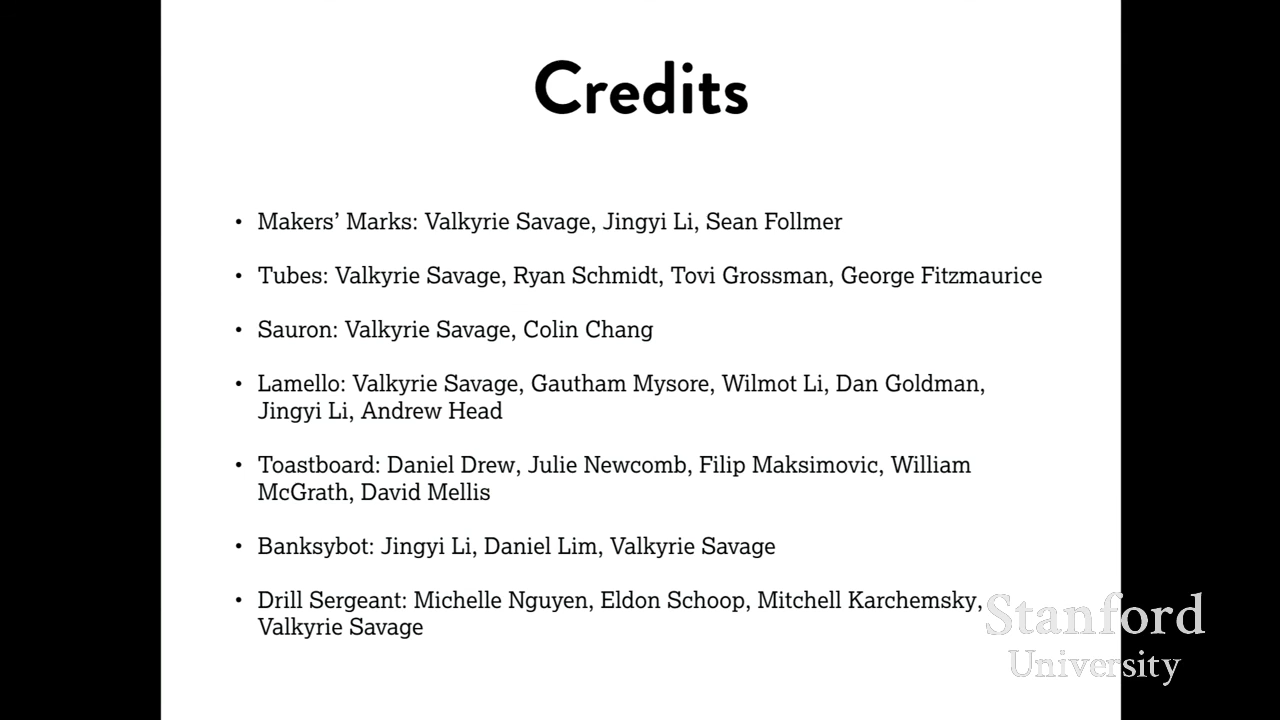 Credits
• Makers’ Marks: Valkyrie Savage, Jingyi Li, Sean Follmer
• Tubes: Valkyrie Savage, Ryan Schmidt, Tovi Grossman, George Fitzmaurice
• Sauron: Valkyrie Savage, Colin Chang
• Lamello: Valkyrie Savage, Gautham Mysore, Wilmot Li, Dan Goldman,
Jingyi Li, Andrew Head
• Toastboard: Daniel Drew, Julie Newcomb, Filip Maksimovic, William
McGrath, David Mellis
• Banksybot: Jingyi Li, Daniel Lim, Valkyrie Savage
• Drill Sergeant: Michelle Nguyen, Eldon Schoop, Mitchell Karchemsky,
Valkyrie Savage
Stanford
University